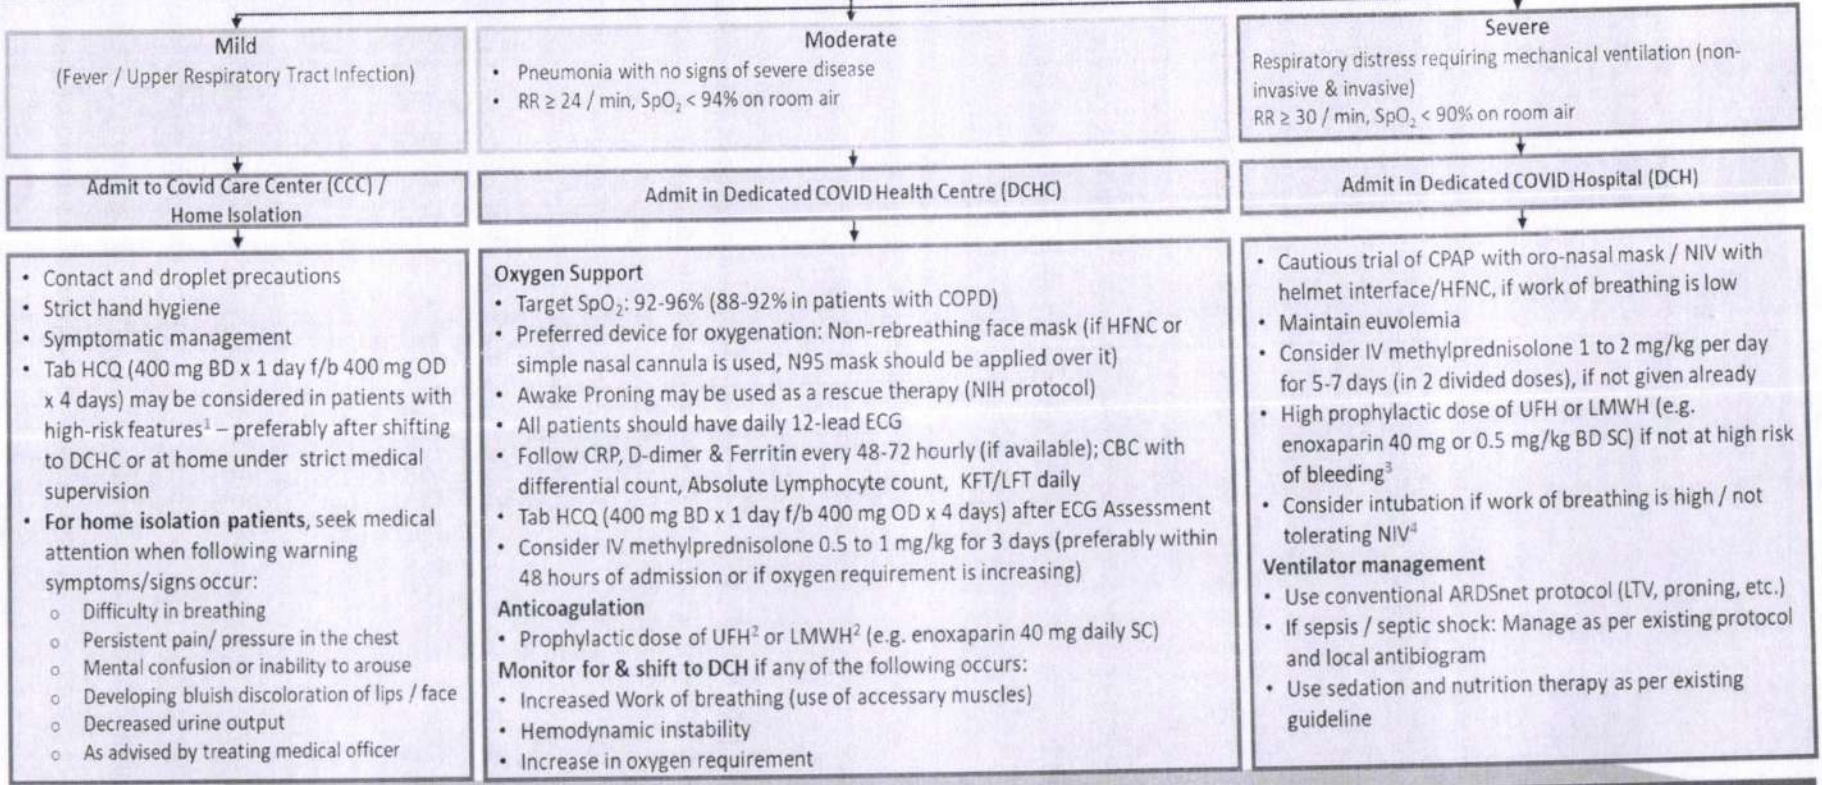 Mild
(Fever / Upper Respiratory Tract Infection)
Moderate
• Pneumonia with no signs of severe disease
• RR ≥ 24 / min, SpO₂ < 94% on room air
Severe
Respiratory distress requiring mechanical ventilation (non-
invasive & invasive)
RR ≥ 30 / min, SpO₂ < 90% on room air
Admit to Covid Care Center (CCC) /
Home Isolation
Admit in Dedicated COVID Health Centre (DCHC)
Admit in Dedicated COVID Hospital (DCH)
• Contact and droplet precautions
• Strict hand hygiene
• Symptomatic management
• Tab HCQ (400 mg BD x 1 day f/b 400 mg OD
x 4 days) may be considered in patients with
high-risk features¹ – preferably after shifting
to DCHC or at home under strict medical
supervision
• For home isolation patients, seek medical
attention when following warning
symptoms/signs occur:
o Difficulty in breathing
o Persistent pain/ pressure in the chest
o Mental confusion or inability to arouse
o Developing bluish discoloration of lips / face
o Decreased urine output
o As advised by treating medical officer
Oxygen Support
• Target SpO₂: 92-96% (88-92% in patients with COPD)
• Preferred device for oxygenation: Non-rebreathing face mask (if HFNC or
simple nasal cannula is used, N95 mask should be applied over it)
• Awake Proning may be used as a rescue therapy (NIH protocol)
• All patients should have daily 12-lead ECG
• Follow CRP, D-dimer & Ferritin every 48-72 hourly (if available); CBC with
differential count, Absolute Lymphocyte count, KFT/LFT daily
• Tab HCQ (400 mg BD x 1 day f/b 400 mg OD x 4 days) after ECG Assessment
• Consider IV methylprednisolone 0.5 to 1 mg/kg for 3 days (preferably within
48 hours of admission or if oxygen requirement is increasing)
Anticoagulation
• Prophylactic dose of UFH² or LMWH² (e.g. enoxaparin 40 mg daily SC)
Monitor for & shift to DCH if any of the following occurs:
• Increased Work of breathing (use of accessary muscles)
• Hemodynamic instability
• Increase in oxygen requirement
• Cautious trial of CPAP with oro-nasal mask / NIV with
helmet interface/HFNC, if work of breathing is low
• Maintain euvolemia
• Consider IV methylprednisolone 1 to 2 mg/kg per day
for 5-7 days (in 2 divided doses), if not given already
• High prophylactic dose of UFH or LMWH (e.g.
enoxaparin 40 mg or 0.5 mg/kg BD SC) if not at high risk
of bleeding³
• Consider intubation if work of breathing is high / not
tolerating NIV⁴
Ventilator management
• Use conventional ARDSnet protocol (LTV, proning, etc.)
• If sepsis / septic shock: Manage as per existing protocol
and local antibiogram
• Use sedation and nutrition therapy as per existing
guideline